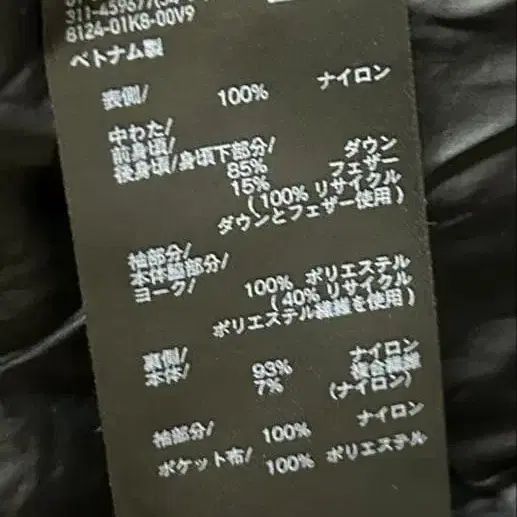 311-459677(34-
8124-01K8-00V9
ベトナム製
表側/ 100% ナイロン
中わた/
前身頃/
後身頃/身頃下部分/ ダウン
85% フェザー
15% (100% リサイクル
ダウンとフェザー使用)
袖部分/
本体脇部分/
ヨーク/ 100% ポリエステル
(40% リサイクル
ポリエステル繊維を使用)
裏側/ ナイロン
本体/ 93% 複合繊維
7% (ナイロン)
袖部分/ 100% ナイロン
ポケット布/ 100% ポリエステル